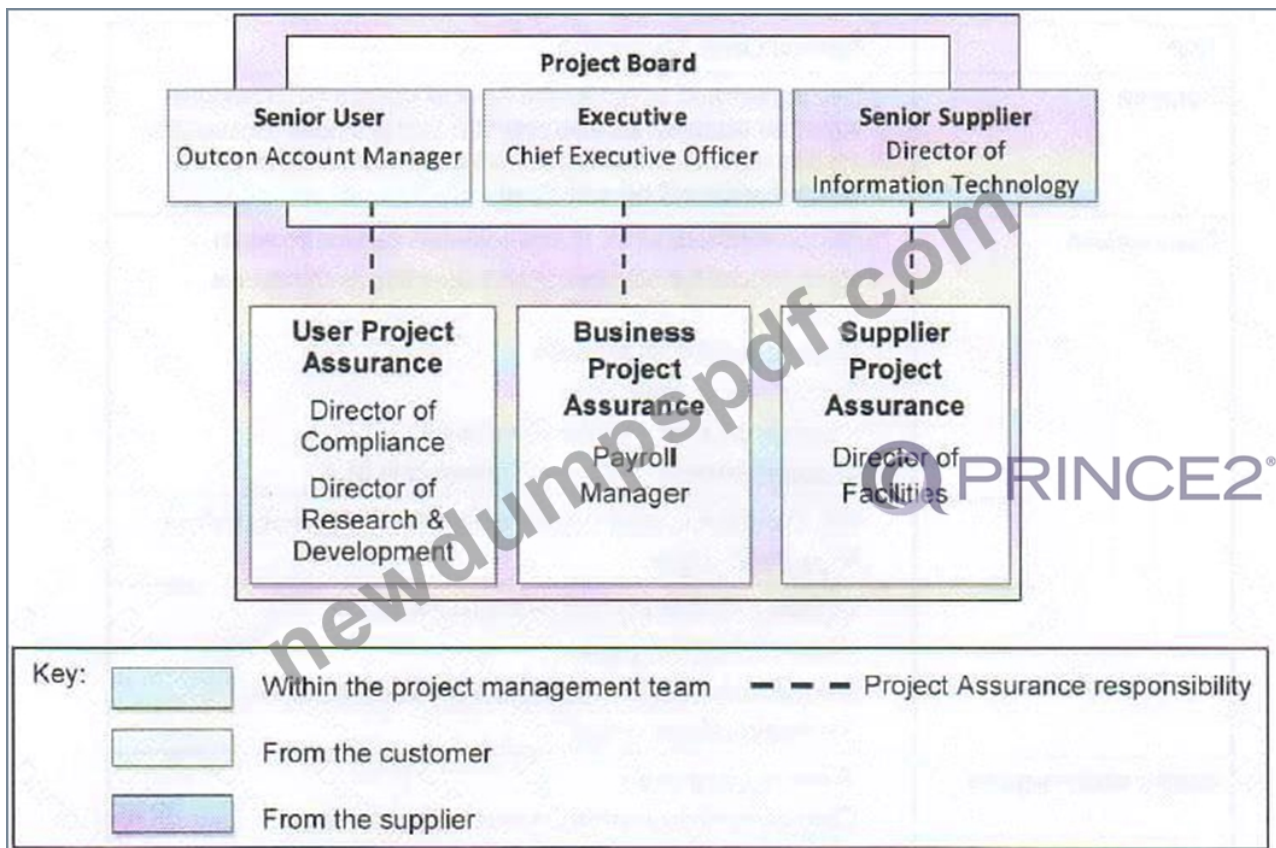 Project Board
Senior User
Outcon Account Manager
Executive
Chief Executive Officer
Senior Supplier
Director of
Information Technology
User Project
Assurance
Director of
Compliance
Director of
Research &
Development
Business
Project
Assurance
Payroll
Manager
Supplier
Project
Assurance
Director of
Facilities
PRINCE2®
newdumpspdf.com
Key:
Within the project management team
Project Assurance responsibility
From the customer
From the supplier